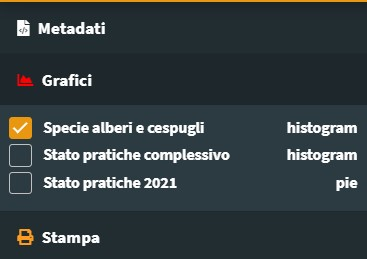 Metadati
Grafici
Specie alberi e cespugli histogram
Stato pratiche complessivo histogram
Stato pratiche 2021 pie
Stampa